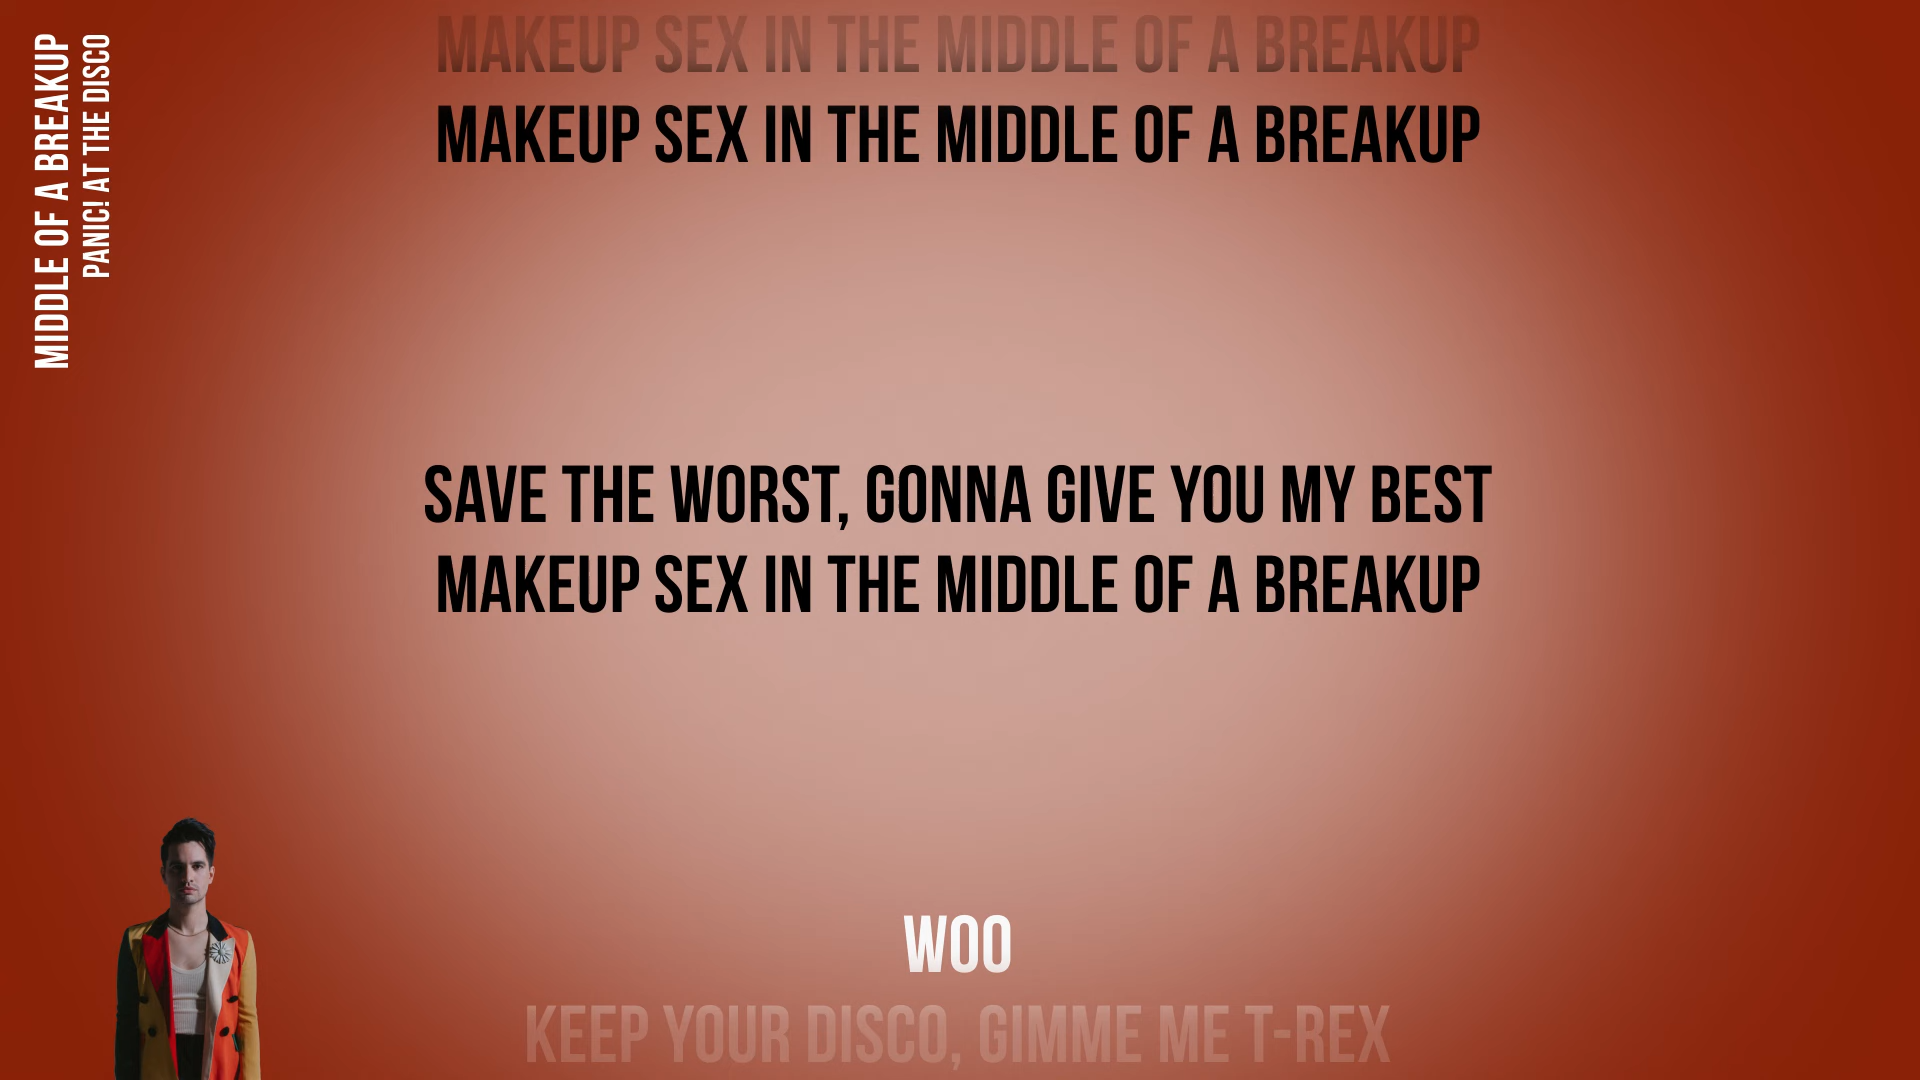 MIDDLE OF A BREAKUP
PANIC! AT THE DISCO
MAKEUP SEX IN THE MIDDLE OF A BREAKUP
MAKEUP SEX IN THE MIDDLE OF A BREAKUP
SAVE THE WORST, GONNA GIVE YOU MY BEST
MAKEUP SEX IN THE MIDDLE OF A BREAKUP
WOO
KEEP YOUR DISCO, GIMME ME T-REX